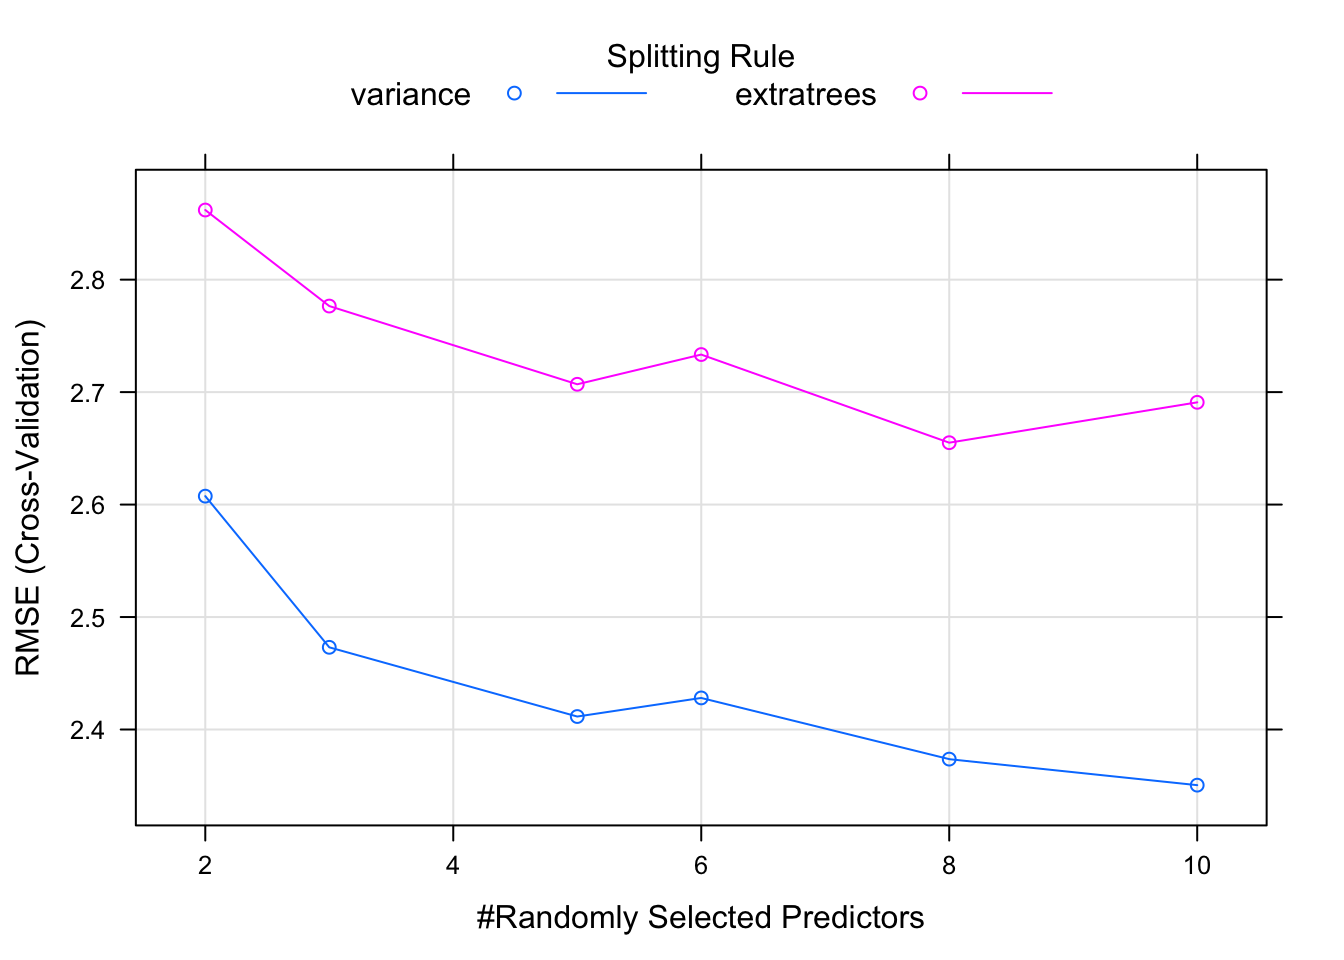 Splitting Rule
variance extratrees
2.8
2.7
2.6
2.5
2.4
RMSE (Cross-Validation)
2 4 6 8 10
#Randomly Selected Predictors